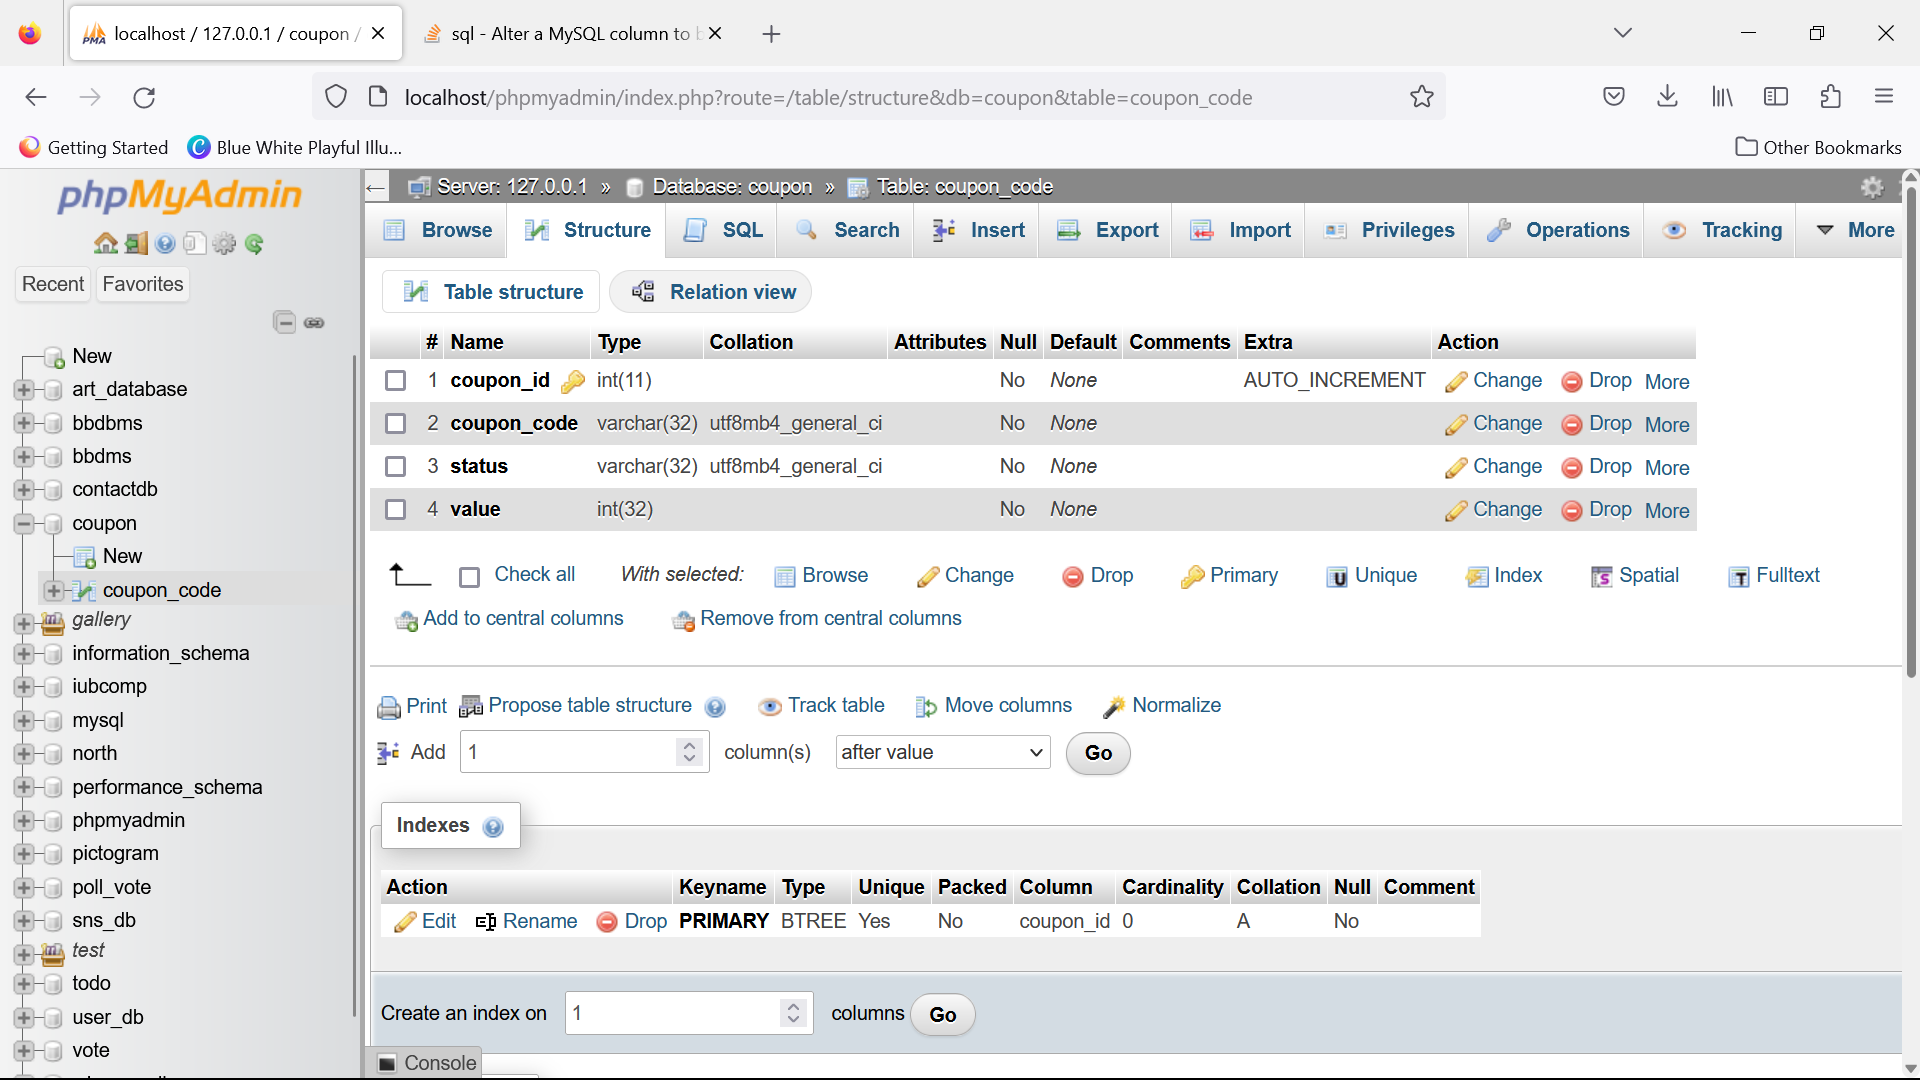 localhost / 127.0.0.1 / coupon /
sql - Alter a MySQL column to b
localhost/phpmyadmin/index.php?route=/table/structure&db=coupon&table=coupon_code
Getting Started
Blue White Playful Illu...
Other Bookmarks
phpMyAdmin
Recent
Favorites
New
art_database
bbdbms
bbdms
contactdb
coupon
New
coupon_code
gallery
information_schema
iubcomp
mysql
north
performance_schema
phpmyadmin
pictogram
poll_vote
sns_db
test
todo
user_db
vote
Server: 127.0.0.1 » Database: coupon » Table: coupon_code
Browse Structure SQL Search Insert Export Import Privileges Operations Tracking More
Table structure Relation view
# Name Type Collation Attributes Null Default Comments Extra Action
1 coupon_id int(11) No None AUTO_INCREMENT Change Drop More
2 coupon_code varchar(32) utf8mb4_general_ci No None Change Drop More
3 status varchar(32) utf8mb4_general_ci No None Change Drop More
4 value int(32) No None Change Drop More
Check all With selected: Browse Change Drop Primary Unique Index Spatial Fulltext
Add to central columns Remove from central columns
Print Propose table structure Track table Move columns Normalize
Add 1 column(s) after value Go
Indexes
Action Keyname Type Unique Packed Column Cardinality Collation Null Comment
Edit Rename Drop PRIMARY BTREE Yes No coupon_id 0 A No
Create an index on 1 columns Go
Console